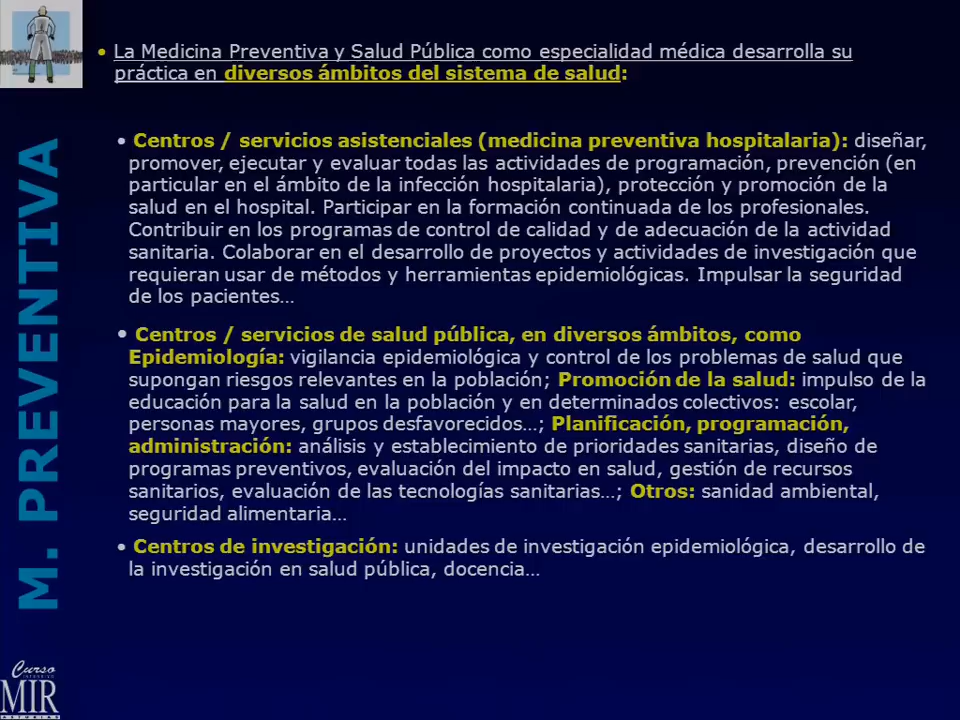 • La Medicina Preventiva y Salud Pública como especialidad médica desarrolla su
práctica en diversos ámbitos del sistema de salud:
• Centros / servicios asistenciales (medicina preventiva hospitalaria): diseñar,
promover, ejecutar y evaluar todas las actividades de programación, prevención (en
particular en el ámbito de la infección hospitalaria), protección y promoción de la
salud en el hospital. Participar en la formación continuada de los profesionales.
Contribuir en los programas de control de calidad y de adecuación de la actividad
sanitaria. Colaborar en el desarrollo de proyectos y actividades de investigación que
requieran usar de métodos y herramientas epidemiológicas. Impulsar la seguridad
de los pacientes…
• Centros / servicios de salud pública, en diversos ámbitos, como
Epidemiología: vigilancia epidemiológica y control de los problemas de salud que
supongan riesgos relevantes en la población; Promoción de la salud: impulso de la
educación para la salud en la población y en determinados colectivos: escolar,
personas mayores, grupos desfavorecidos…; Planificación, programación,
administración: análisis y establecimiento de prioridades sanitarias, diseño de
programas preventivos, evaluación del impacto en salud, gestión de recursos
sanitarios, evaluación de las tecnologías sanitarias…; Otros: sanidad ambiental,
seguridad alimentaria…
• Centros de investigación: unidades de investigación epidemiológica, desarrollo de
la investigación en salud pública, docencia…
M. PREVENTIVA
Curso
INTENSIVO
MIR
ASTURIAS